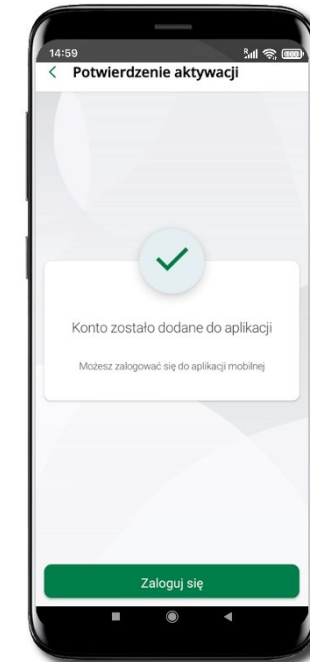 14:59
Potwierdzenie aktywacji
Konto zostało dodane do aplikacji
Możesz zalogować się do aplikacji mobilnej
Zaloguj się